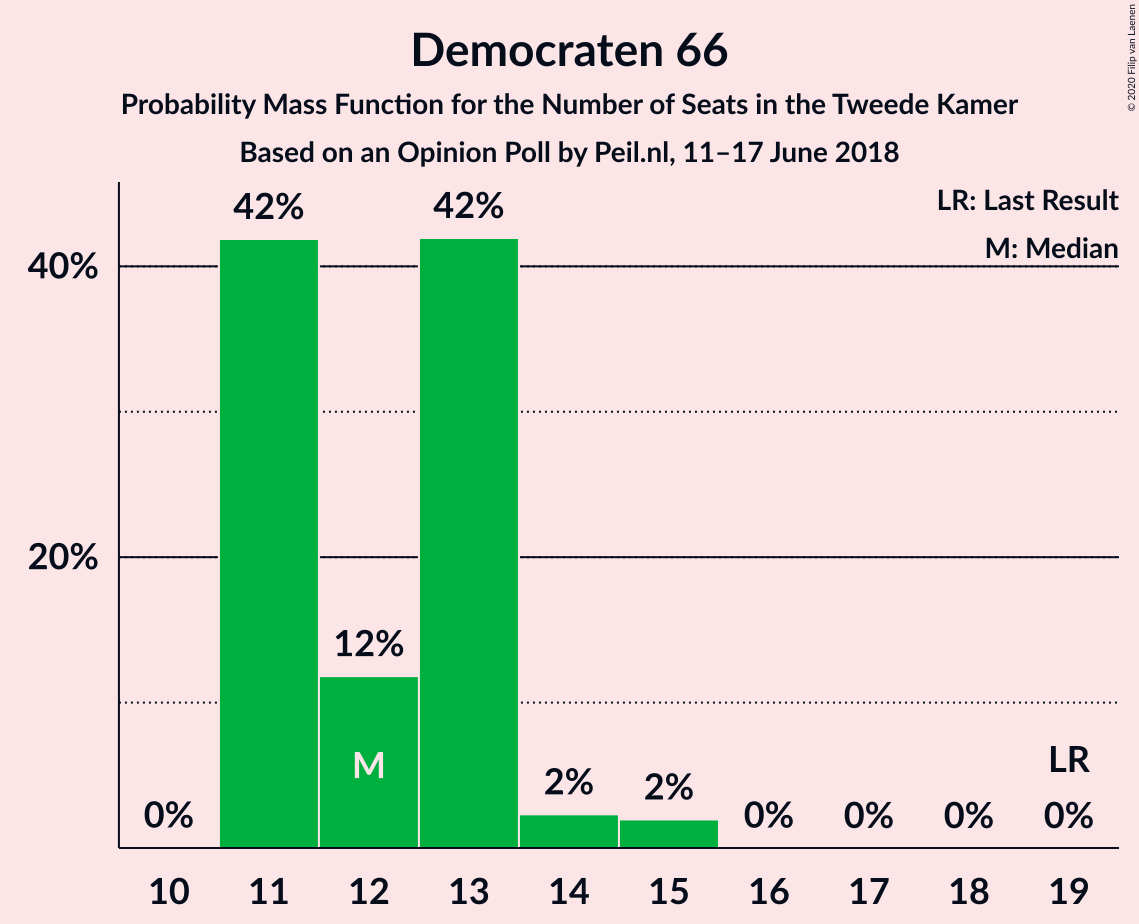 Democraten 66
Probability Mass Function for the Number of Seats in the Tweede Kamer
Based on an Opinion Poll by Peil.nl, 11–17 June 2018
© 2020 Filip van Laenen
LR: Last Result
M: Median
40%
20%
0%
42%
12%
M
42%
2%
2%
0%
0%
0%
LR
0%
10 11 12 13 14 15 16 17 18 19